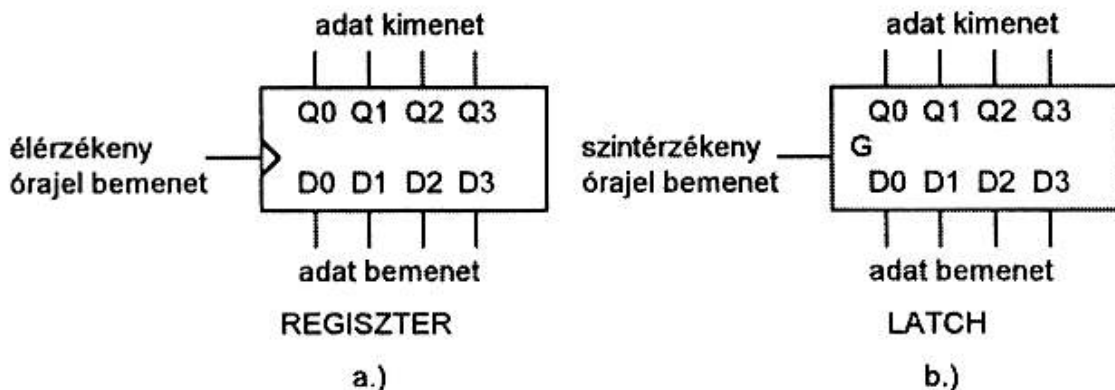 adat kimenet
Q0 Q1 Q2 Q3
élérzékeny
órajel bemenet
D0 D1 D2 D3
adat bemenet
REGISZTER
a.)
adat kimenet
Q0 Q1 Q2 Q3
szintérzékeny
órajel bemenet
G
D0 D1 D2 D3
adat bemenet
LATCH
b.)